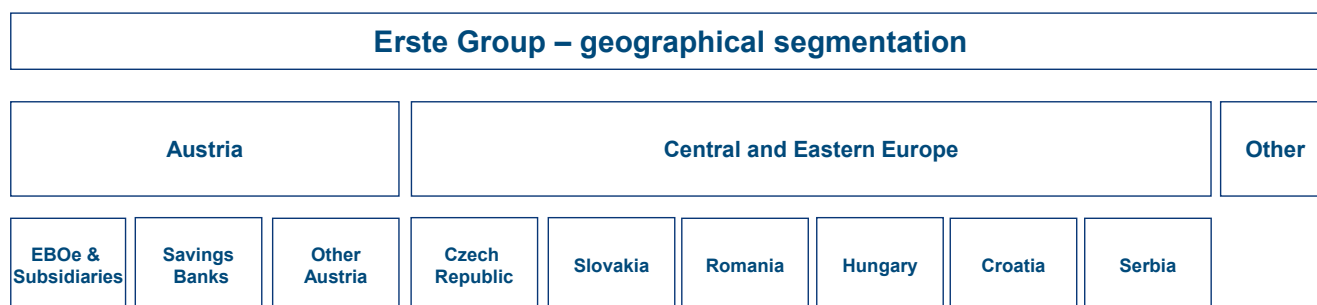 Erste Group – geographical segmentation
Austria
Central and Eastern Europe
Other
EBOe &
Subsidiaries
Savings
Banks
Other
Austria
Czech
Republic
Slovakia
Romania
Hungary
Croatia
Serbia